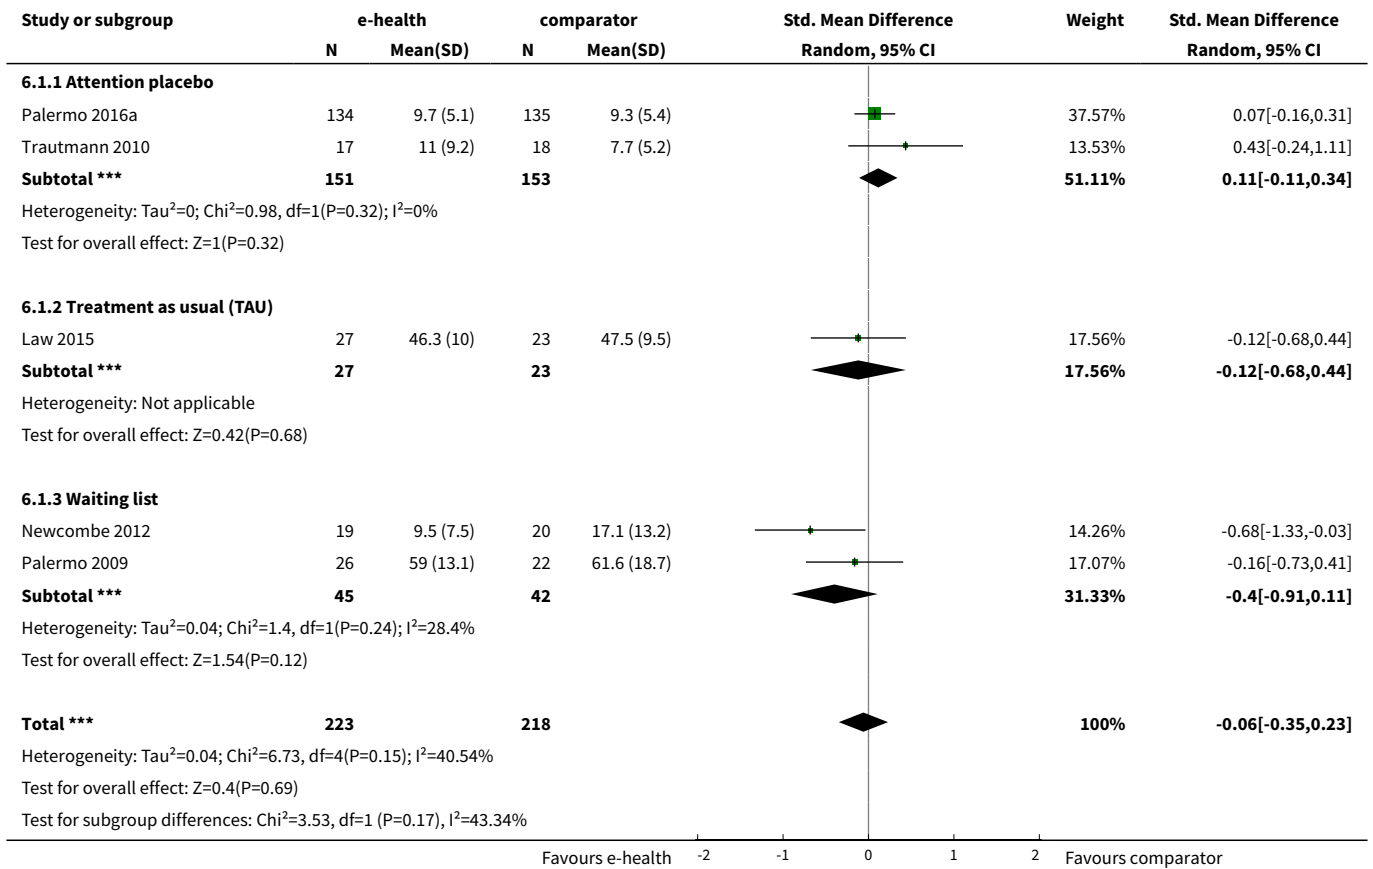 Study or subgroup e-health comparator Std. Mean Difference Weight Std. Mean Difference
N Mean(SD) N Mean(SD) Random, 95% CI Random, 95% CI
6.1.1 Attention placebo
Palermo 2016a 134 9.7 (5.1) 135 9.3 (5.4) 37.57% 0.07[-0.16,0.31]
Trautmann 2010 17 11 (9.2) 18 7.7 (5.2) 13.53% 0.43[-0.24,1.11]
Subtotal *** 151 153 51.11% 0.11[-0.11,0.34]
Heterogeneity: Tau²=0; Chi²=0.98, df=1(P=0.32); I²=0%
Test for overall effect: Z=1(P=0.32)
6.1.2 Treatment as usual (TAU)
Law 2015 27 46.3 (10) 23 47.5 (9.5) 17.56% -0.12[-0.68,0.44]
Subtotal *** 27 23 17.56% -0.12[-0.68,0.44]
Heterogeneity: Not applicable
Test for overall effect: Z=0.42(P=0.68)
6.1.3 Waiting list
Newcombe 2012 19 9.5 (7.5) 20 17.1 (13.2) 14.26% -0.68[-1.33,-0.03]
Palermo 2009 26 59 (13.1) 22 61.6 (18.7) 17.07% -0.16[-0.73,0.41]
Subtotal *** 45 42 31.33% -0.4[-0.91,0.11]
Heterogeneity: Tau²=0.04; Chi²=1.4, df=1(P=0.24); I²=28.4%
Test for overall effect: Z=1.54(P=0.12)
Total *** 223 218 100% -0.06[-0.35,0.23]
Heterogeneity: Tau²=0.04; Chi²=6.73, df=4(P=0.15); I²=40.54%
Test for overall effect: Z=0.4(P=0.69)
Test for subgroup differences: Chi²=3.53, df=1 (P=0.17), I²=43.34%
Favours e-health -2 -1 0 1 2 Favours comparator